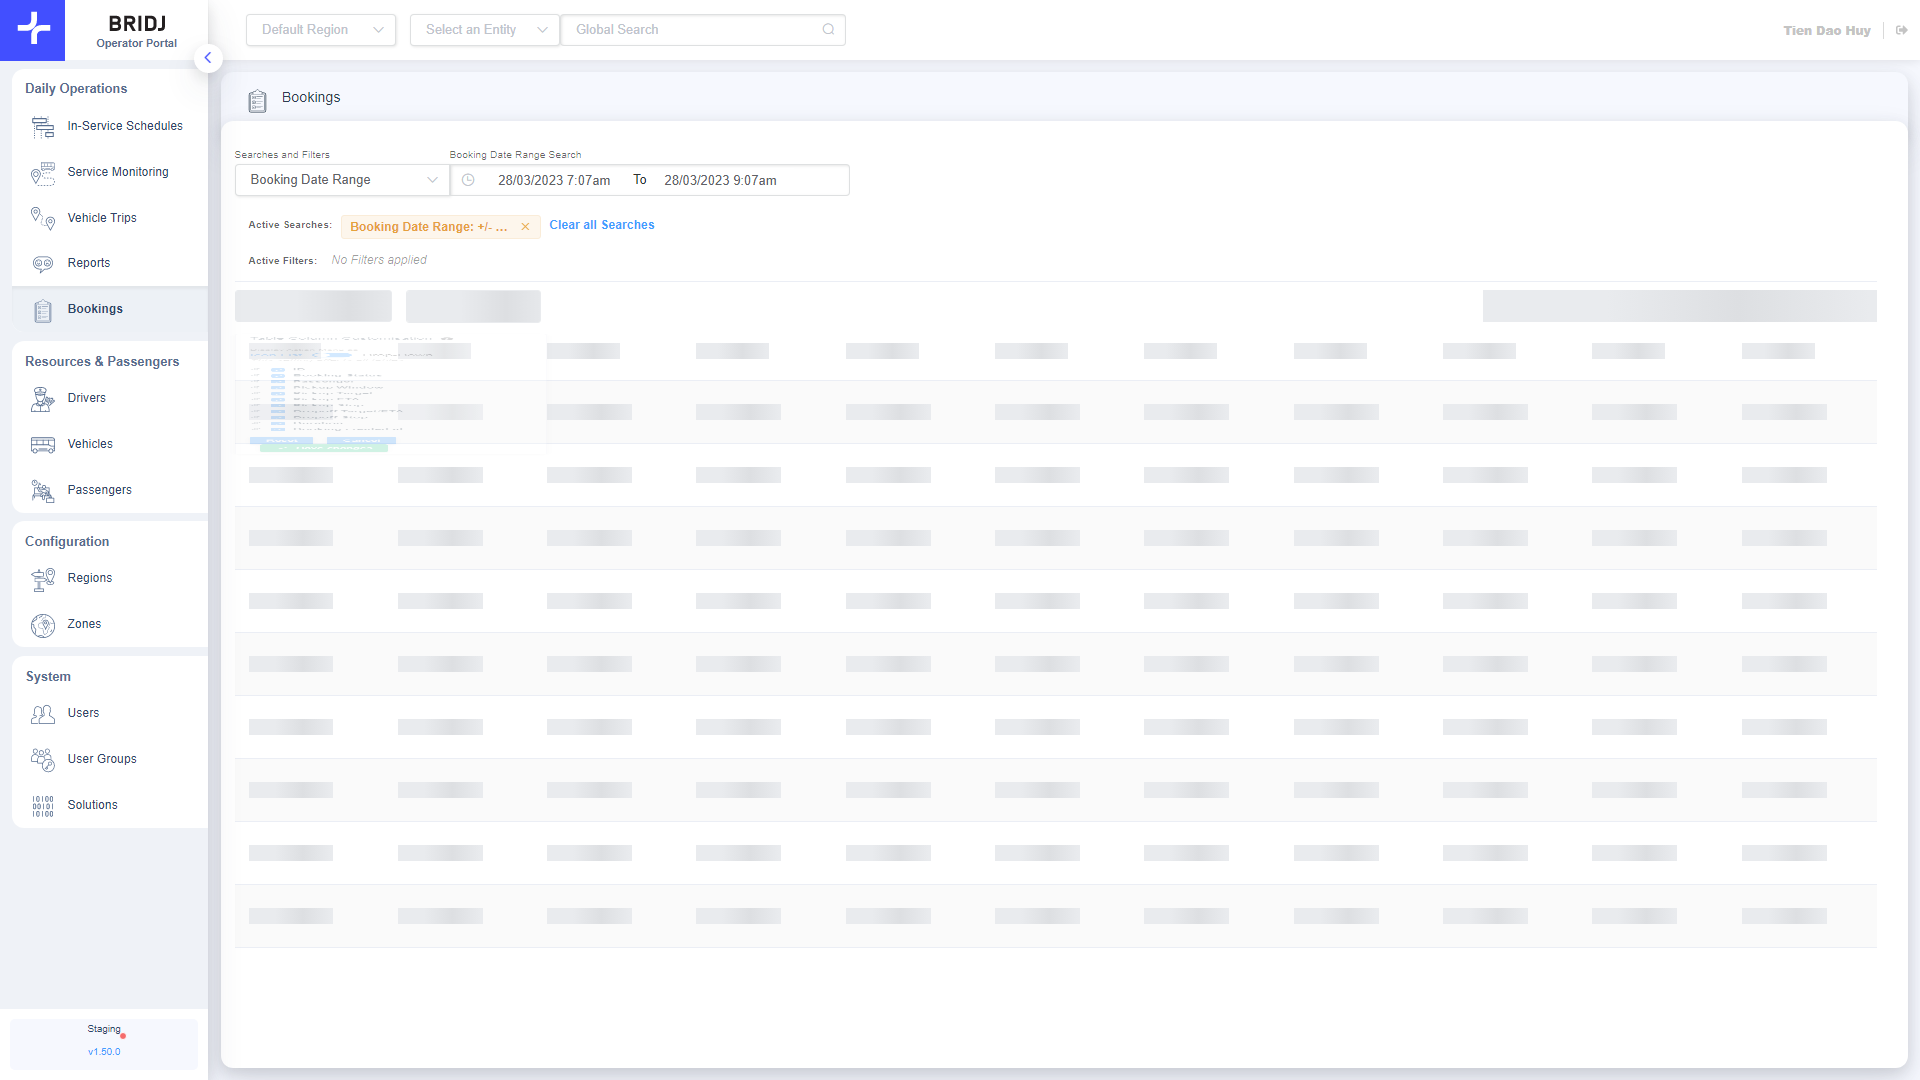 BRIDJ
Operator Portal
Default Region
Select an Entity
Global Search
Tien Dao Huy
Daily Operations
In-Service Schedules
Service Monitoring
Vehicle Trips
Reports
Bookings
Resources & Passengers
Drivers
Vehicles
Passengers
Configuration
Regions
Zones
System
Users
User Groups
Solutions
Staging
v1.50.0
Bookings
Searches and Filters
Booking Date Range Search
Booking Date Range
28/03/2023 7:07am To 28/03/2023 9:07am
Active Searches: Booking Date Range: +/- ... Clear all Searches
Active Filters: No Filters applied